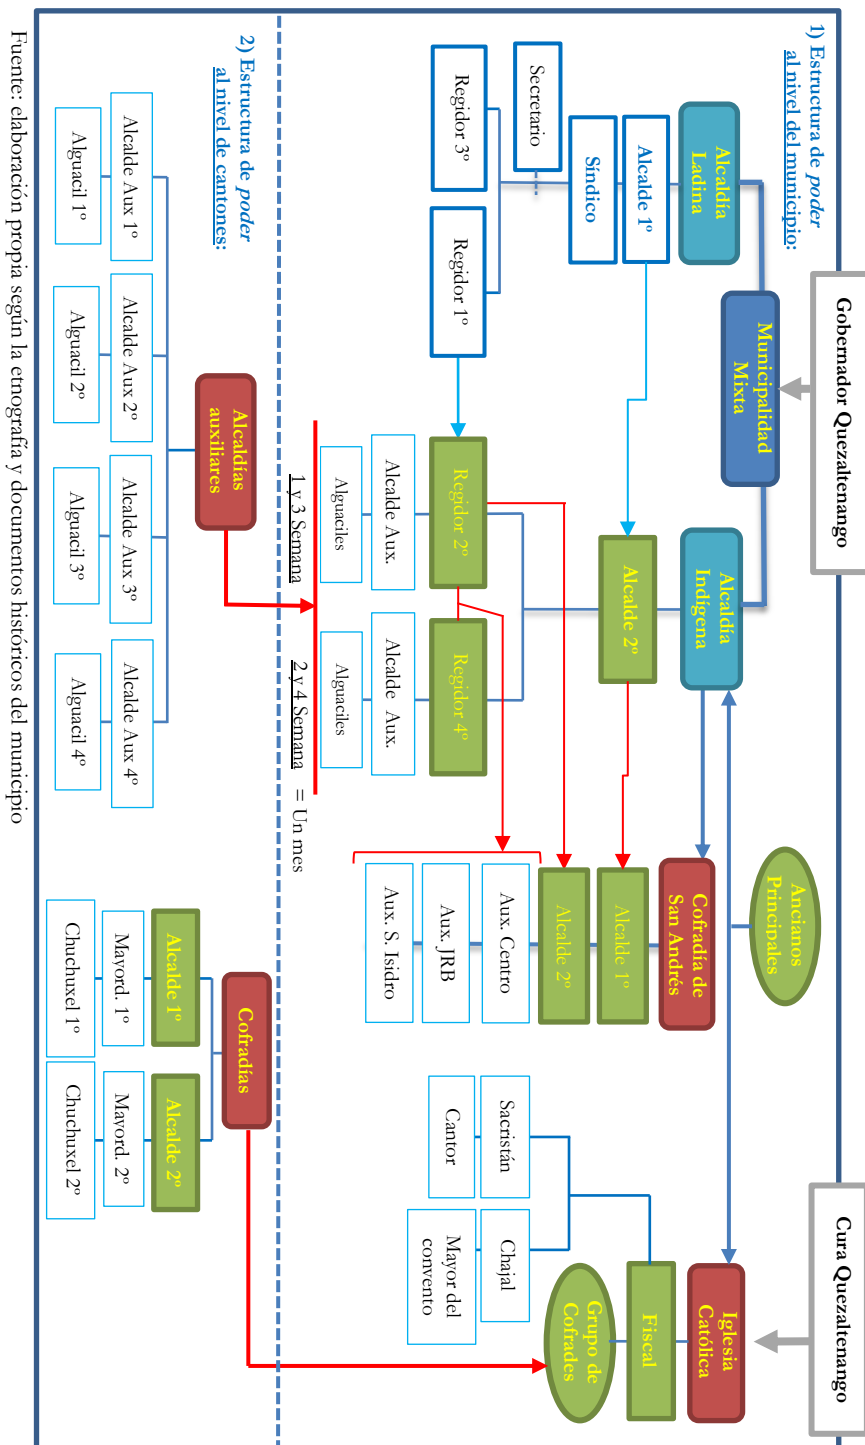 Gobernador Quezaltenango
Cura Quezaltenango
1) Estructura de poder
al nivel del municipio:
Municipalidad
Mixta
Ancianos
Principales
Alcaldía
Ladina
Alcaldía
Indígena
Cofradía de
San Andrés
Iglesia
Católica
Alcalde 1º
Alcalde 2º
Alcalde 1º
Fiscal
Síndico
Alcalde 2º
Grupo de
Cofrades
Secretario
Aux. Centro
Sacristán
Chajal
Regidor 3º
Regidor 1º
Regidor 2º
Regidor 4º
Aux. JRB
Cantor
Mayor del
convento
Alcalde Aux.
Alcalde Aux.
Aux. S. Isidro
Alguaciles
Alguaciles
1 y 3 Semana
2 y 4 Semana
= Un mes
2) Estructura de poder
al nivel de cantones:
Alcaldías
auxiliares
Cofradías
Alcalde Aux 1º
Alcalde Aux 2º
Alcalde Aux 3º
Alcalde Aux 4º
Alcalde 1º
Alcalde 2º
Mayord. 1º
Mayord. 2º
Alguacil 1º
Alguacil 2º
Alguacil 3º
Alguacil 4º
Chuchuxel 1º
Chuchuxel 2º
Fuente: elaboración propia según la etnografía y documentos históricos del municipio